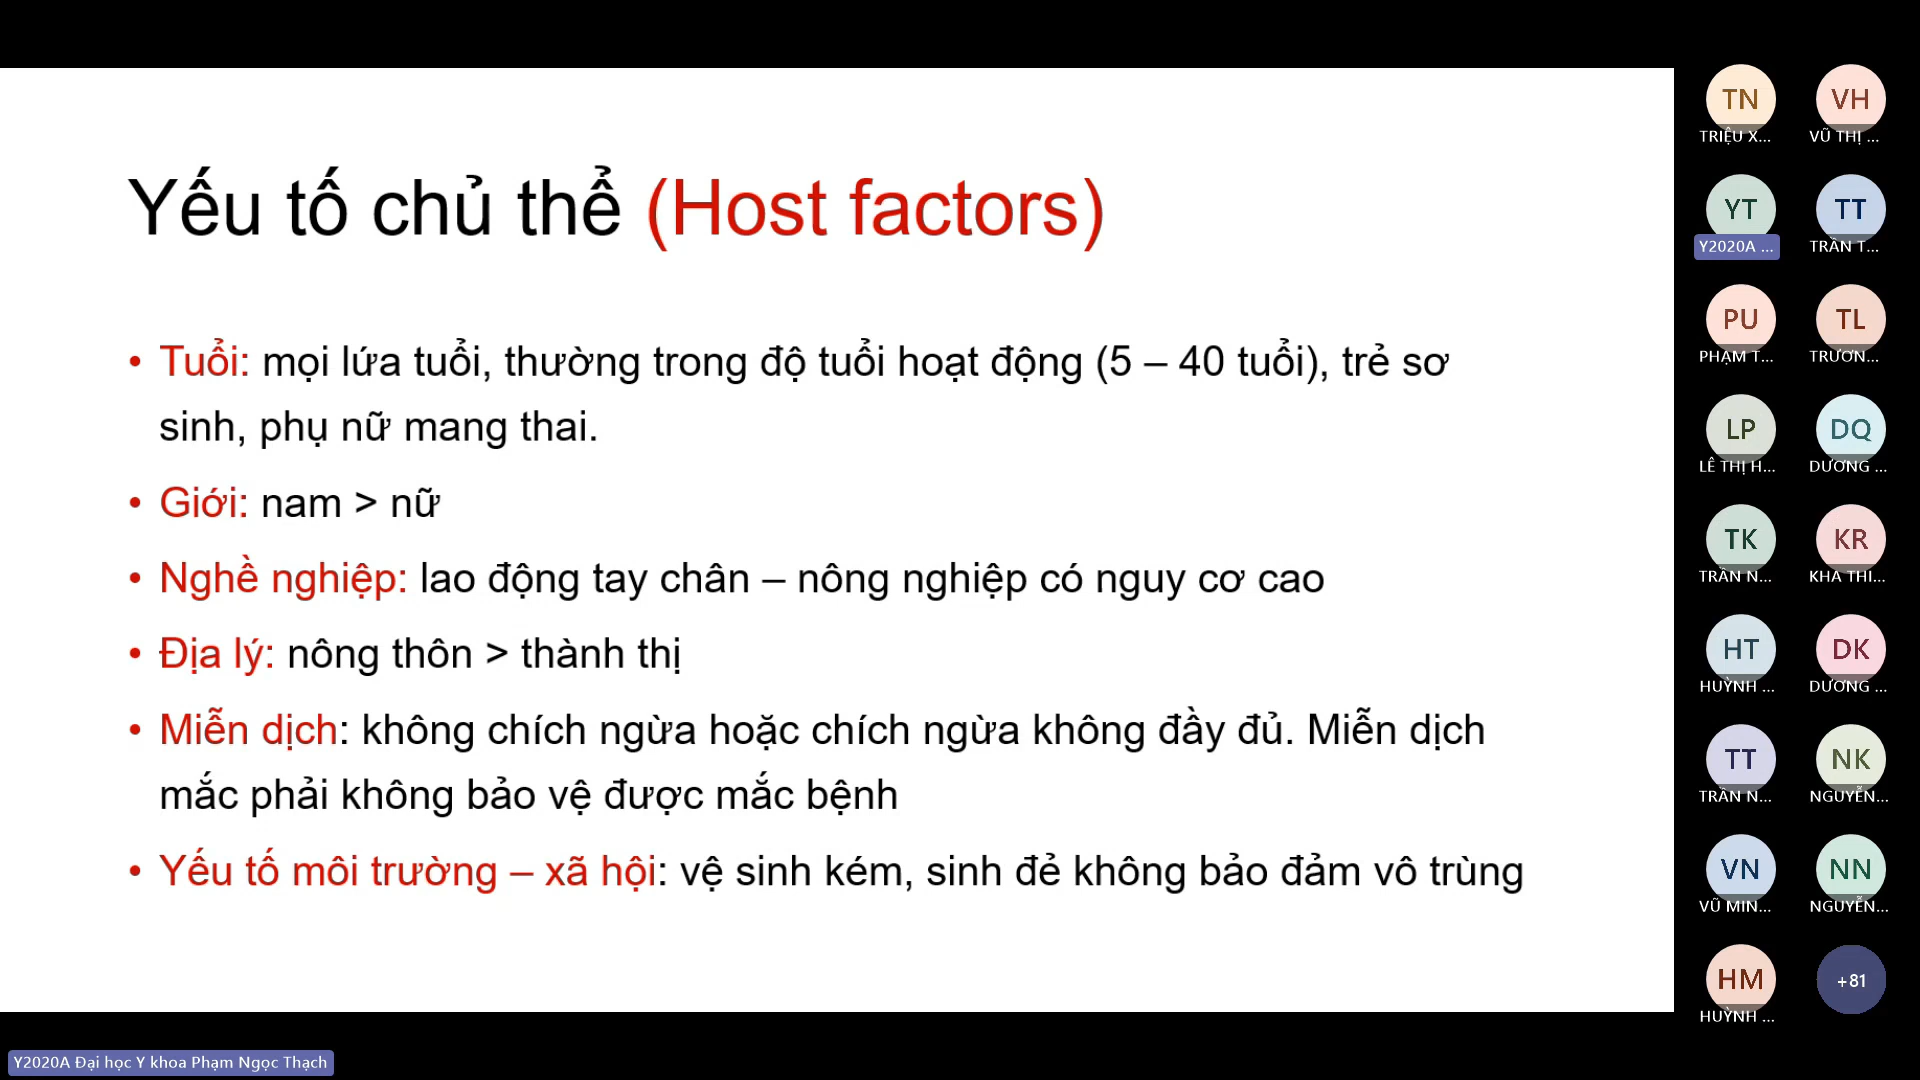 Yếu tố chủ thể (Host factors)
• Tuổi: mọi lứa tuổi, thường trong độ tuổi hoạt động (5 – 40 tuổi), trẻ sơ
sinh, phụ nữ mang thai.
• Giới: nam > nữ
• Nghề nghiệp: lao động tay chân – nông nghiệp có nguy cơ cao
• Địa lý: nông thôn > thành thị
• Miễn dịch: không chích ngừa hoặc chích ngừa không đầy đủ. Miễn dịch
mắc phải không bảo vệ được mắc bệnh
• Yếu tố môi trường – xã hội: vệ sinh kém, sinh đẻ không bảo đảm vô trùng
TN VH
TRIỆU X... VŨ THỊ ...
YT TT
Y2020A ... TRẦN T...
PU TL
PHẠM T... TRƯƠN...
LP DQ
LÊ THỊ H... DƯƠNG ...
TK KR
TRẦN N... KHA THI...
HT DK
HUỲNH ... DƯƠNG ...
TT NK
TRẦN N... NGUYỄN...
VN NN
VŨ MIN... NGUYỄN...
HM +81
HUỲNH ...
Y2020A Đại học Y khoa Phạm Ngọc Thạch